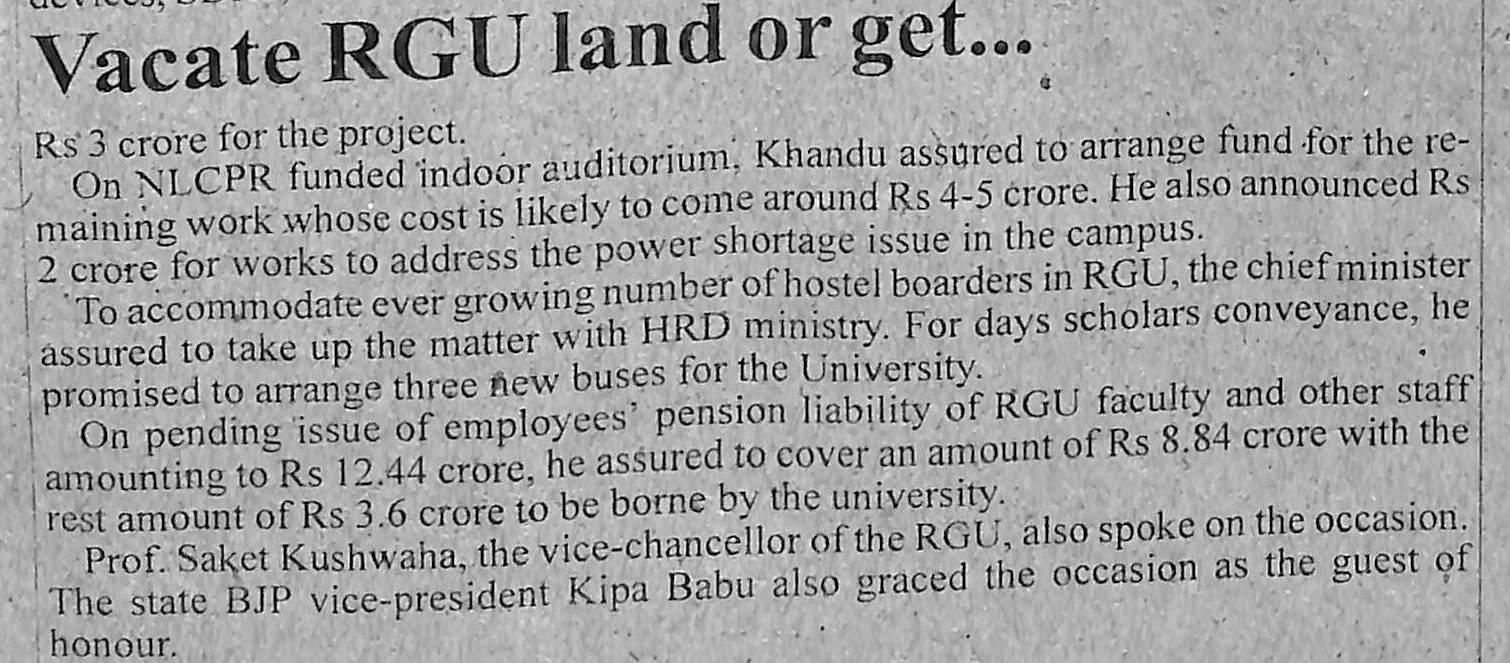 Vacate RGU land or get...
Rs 3 crore for the project.
On NLCPR funded indoor auditorium, Khandu assured to arrange fund for the re-
maining work whose cost is likely to come around Rs 4-5 crore. He also announced Rs
2 crore for works to address the power shortage issue in the campus.
To accommodate ever growing number of hostel boarders in RGU, the chief minister
assured to take up the matter with HRD ministry. For days scholars conveyance, he
promised to arrange three new buses for the University.
On pending issue of employees' pension liability of RGU faculty and other staff
amounting to Rs 12.44 crore, he assured to cover an amount of Rs 8.84 crore with the
rest amount of Rs 3.6 crore to be borne by the university.
Prof. Saket Kushwaha, the vice-chancellor of the RGU, also spoke on the occasion.
The state BJP vice-president Kipa Babu also graced the occasion as the guest of
honour.